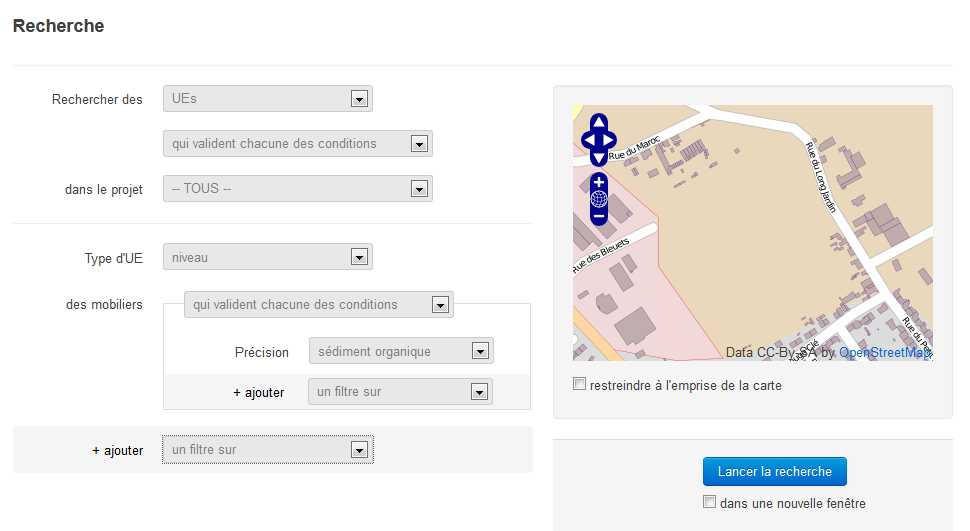 Recherche
Rechercher des UEs
qui valident chacune des conditions
dans le projet -- TOUS --
Type d'UE niveau
des mobiliers qui valident chacune des conditions
Précision sédiment organique
+ ajouter un filtre sur
+ ajouter un filtre sur
Rue du Maroc
Rue du Long Jardin
Rue des Bleuets
Data CC-By-SA by OpenStreetMap
restreindre à l'emprise de la carte
Lancer la recherche
dans une nouvelle fenêtre